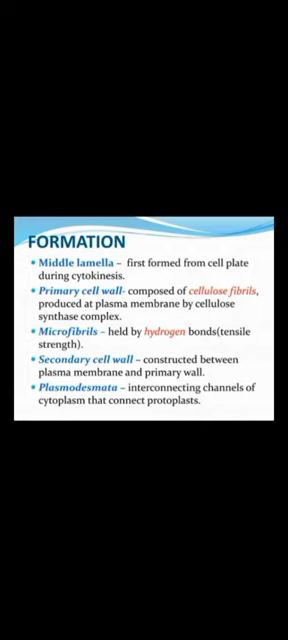 FORMATION
• Middle lamella – first formed from cell plate
during cytokinesis.
• Primary cell wall- composed of cellulose fibrils,
produced at plasma membrane by cellulose
synthase complex.
• Microfibrils – held by hydrogen bonds(tensile
strength).
• Secondary cell wall – constructed between
plasma membrane and primary wall.
• Plasmodesmata – interconnecting channels of
cytoplasm that connect protoplasts.